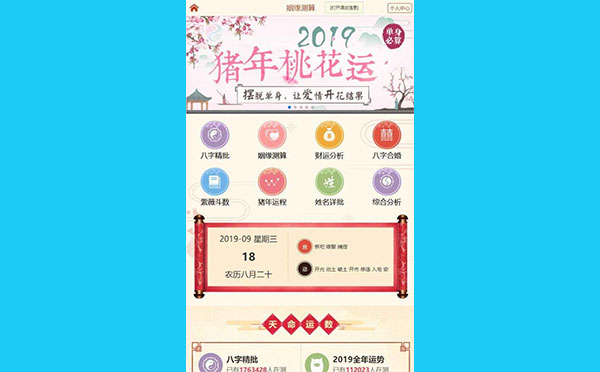 姻缘测算
个人中心
2019
单身
必算
猪年桃花运
摆脱单身,让爱情开花结果
八字精批
姻缘测算
财运分析
八字合婚
紫薇斗数
猪年运程
姓名详批
综合分析
2019-09 星期三
18
农历八月二十
宜
祭祀 嫁娶 捕捉
忌
开光 动土 破土 开市 修造 入宅 安
天命运数
八字精批
已有1763428人在测
2019全年运势
已有112023人在测